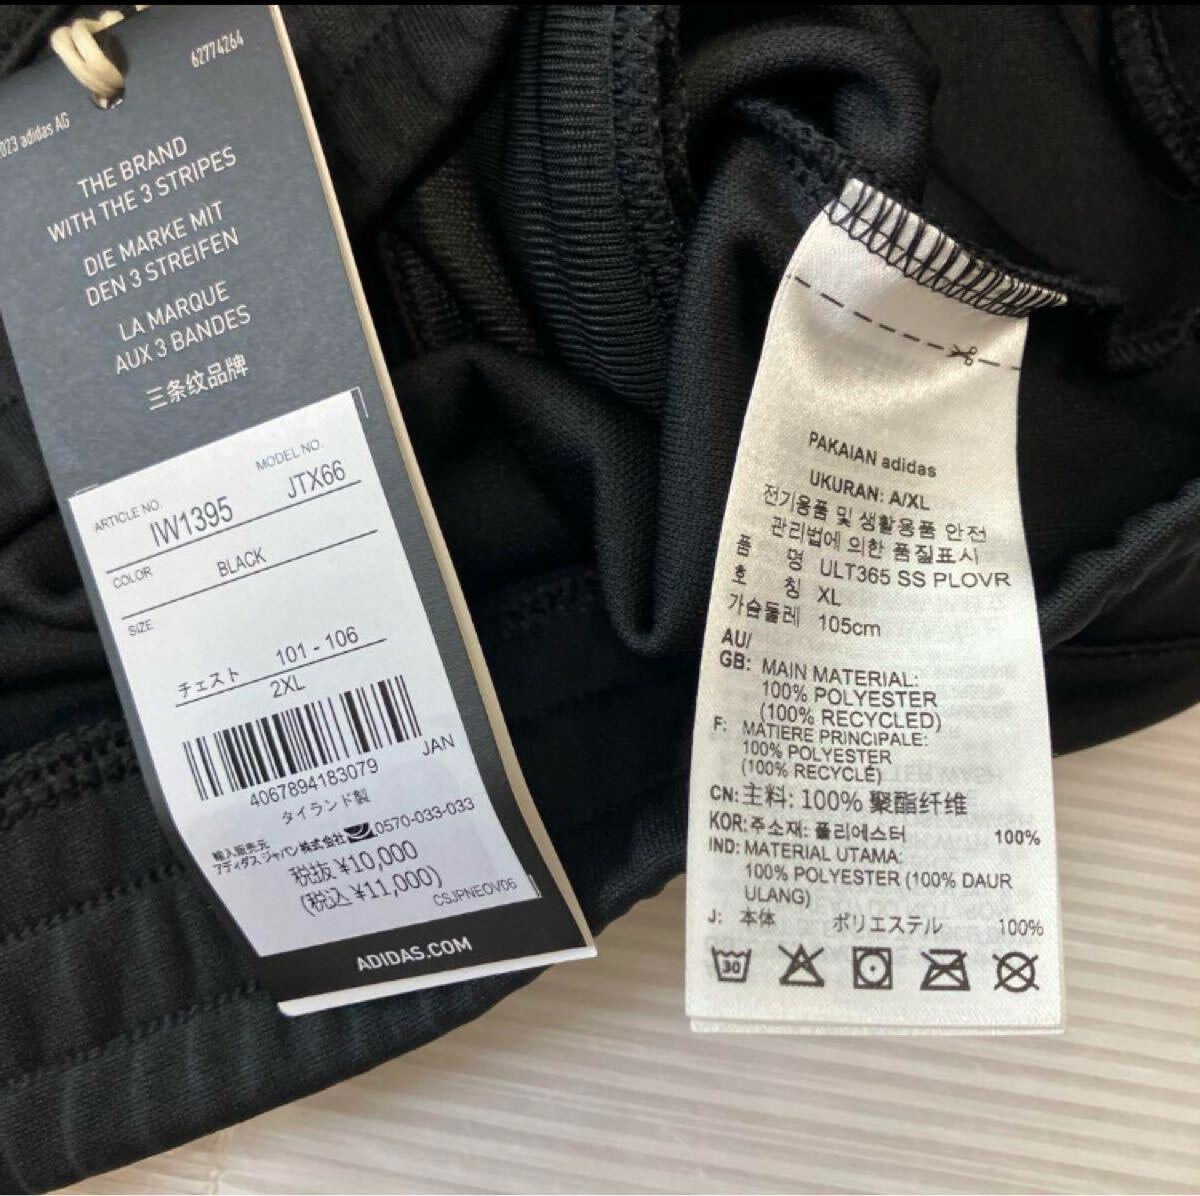 62774264
2023 adidas AG
THE BRAND
WITH THE 3 STRIPES
DIE MARKE MIT
DEN 3 STREIFEN
LA MARQUE
AUX 3 BANDES
三条纹品牌
ARTICLE NO.
IW1395
MODEL NO.
JTX66
COLOR
BLACK
SIZE
チェスト 101 - 106
2XL
JAN
4067894183079
タイランド製
輸入販売元
アディダス ジャパン 株式会社 0570-033-033
税抜 ¥10,000
(税込 ¥11,000)
CSJPNEOV06
ADIDAS.COM
PAKAIAN adidas
UKURAN: A/XL
전기용품 및 생활용품 안전
관리법에 의한 품질표시
품 명 ULT365 SS PLOVR
호 칭 XL
가슴둘레 105cm
AU/
GB: MAIN MATERIAL:
100% POLYESTER
(100% RECYCLED)
F: MATIERE PRINCIPALE:
100% POLYESTER
(100% RECYCLÉ)
CN: 主料: 100% 聚酯纤维
KOR: 주소재: 폴리에스터 100%
IND: MATERIAL UTAMA:
100% POLYESTER (100% DAUR
ULANG)
J: 本体 ポリエステル 100%
30